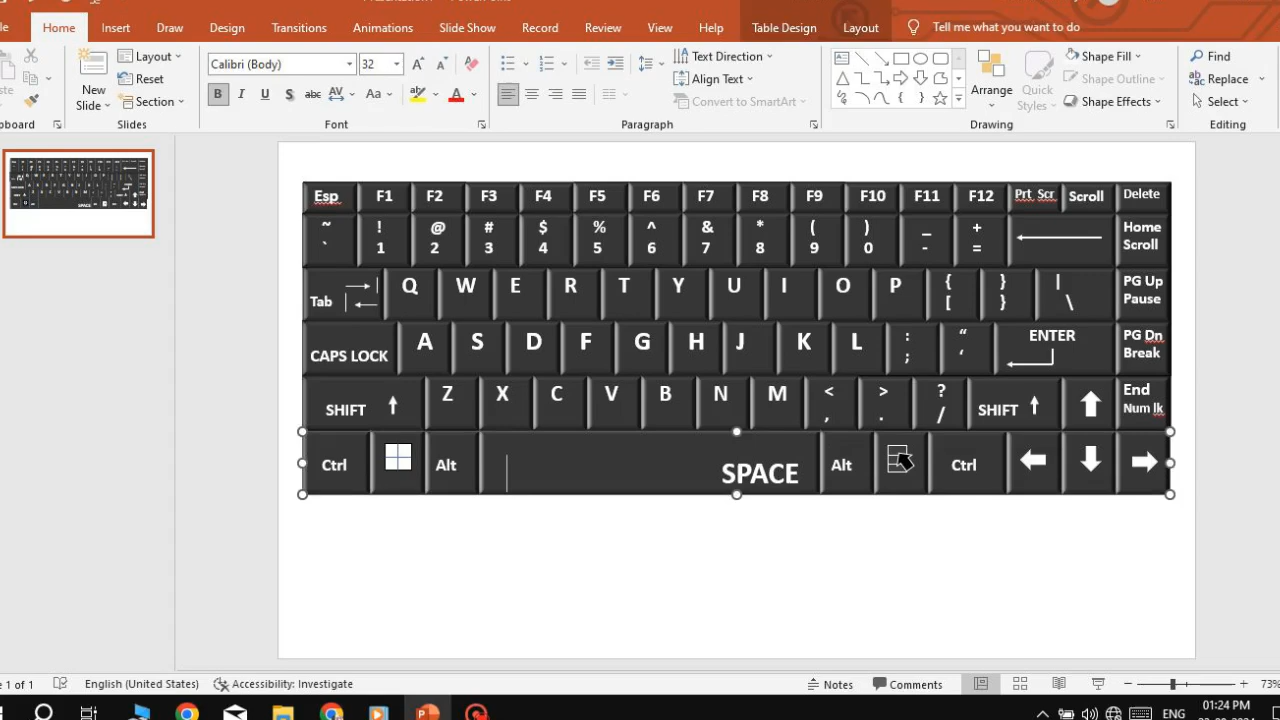 Home Insert Draw Design Transitions Animations Slide Show Record Review View Help Table Design Layout Tell me what you want to do
New
Slide
Layout
Reset
Section
Slides
Calibri (Body) 32
B I U S abc AV Aa A
Font
Text Direction
Align Text
Convert to SmartArt
Paragraph
Arrange
Quick
Styles
Shape Fill
Shape Outline
Shape Effects
Drawing
Find
Replace
Select
Editing
Esp F1 F2 F3 F4 F5 F6 F7 F8 F9 F10 F11 F12 Prt Scr Scroll Delete
~ ! @ # $ % ^ & * ( ) _ +
` 1 2 3 4 5 6 7 8 9 0 - =
Home
Scroll
Tab Q W E R T Y U I O P { } |
[ } \
PG Up
Pause
CAPS LOCK A S D F G H J K L : “ ENTER
; ‘
PG Dn
Break
SHIFT Z X C V B N M < > ? SHIFT
, . /
End
Num lk
Ctrl Alt SPACE Alt Ctrl
1 of 1 English (United States) Accessibility: Investigate Notes Comments 73%
01:24 PM
ENG